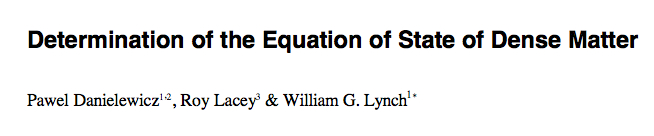 Determination of the Equation of State of Dense Matter
Pawel Danielewicz¹,², Roy Lacey³ & William G. Lynch¹*